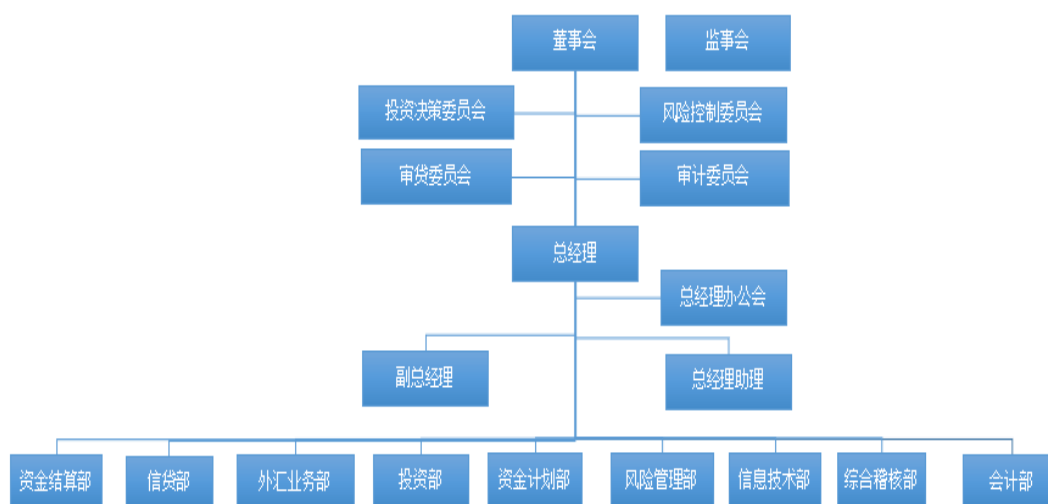 董事会
监事会
投资决策委员会
风险控制委员会
审贷委员会
审计委员会
总经理
总经理办公会
副总经理
总经理助理
资金结算部
信贷部
外汇业务部
投资部
资金计划部
风险管理部
信息技术部
综合稽核部
会计部